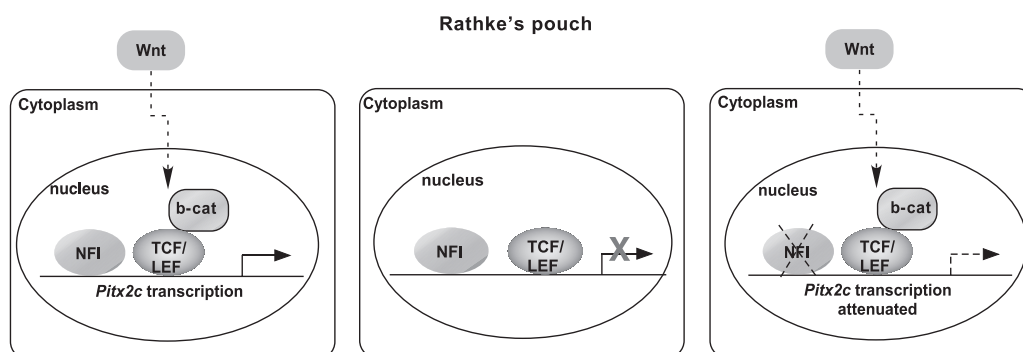 Rathke's pouch
Wnt
Cytoplasm
nucleus
b-cat
NFI
TCF/
LEF
Pitx2c transcription
Cytoplasm
nucleus
NFI
TCF/
LEF
X
Wnt
Cytoplasm
nucleus
b-cat
NFI
TCF/
LEF
Pitx2c transcription
attenuated